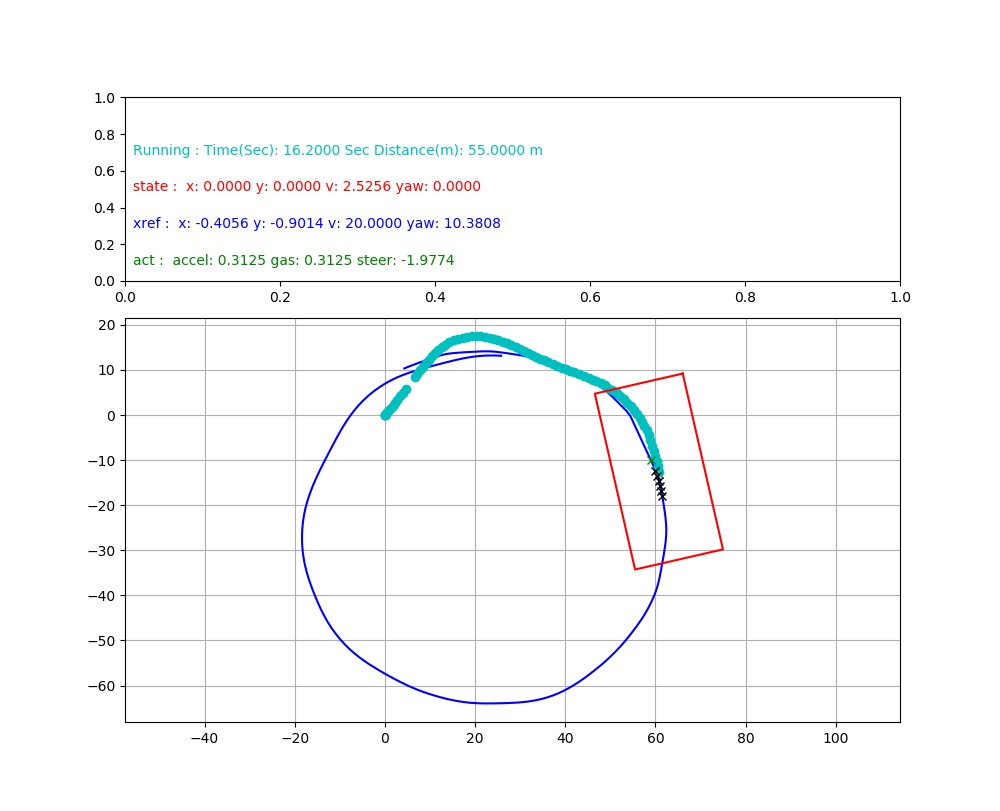 1.0
0.8
Running : Time(Sec): 16.2000 Sec Distance(m): 55.0000 m
0.6
state :  x: 0.0000 y: 0.0000 v: 2.5256 yaw: 0.0000
0.4
xref :  x: -0.4056 y: -0.9014 v: 20.0000 yaw: 10.3808
0.2
act :  accel: 0.3125 gas: 0.3125 steer: -1.9774
0.0
0.0 0.2 0.4 0.6 0.8 1.0
20
10
0
−10
−20
−30
−40
−50
−60
−40 −20 0 20 40 60 80 100